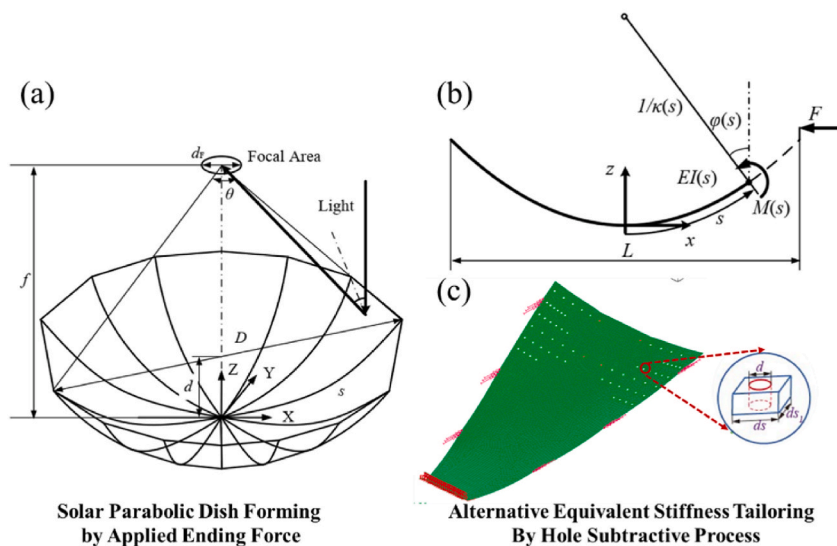 (a)
dF
Focal Area
θ
Light
f
D
d
Z
Y
s
X
Solar Parabolic Dish Forming
by Applied Ending Force
(b)
1/κ(s)
φ(s)
F
z
EI(s)
M(s)
s
x
L
(c)
d
ds
ds1
Alternative Equivalent Stiffness Tailoring
By Hole Subtractive Process